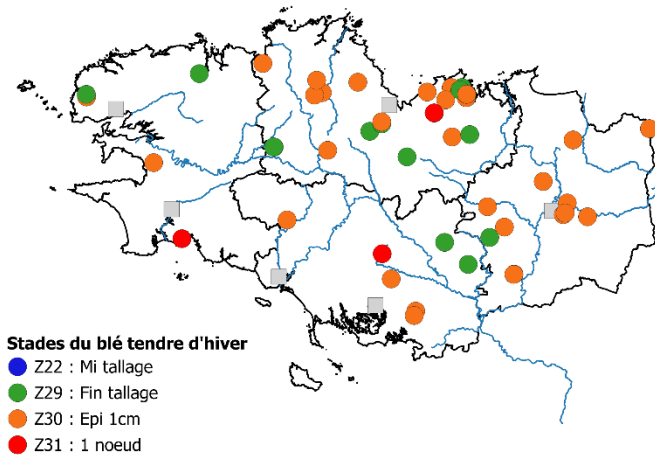 Stades du blé tendre d'hiver
Z22 : Mi tallage
Z29 : Fin tallage
Z30 : Epi 1cm
Z31 : 1 noeud